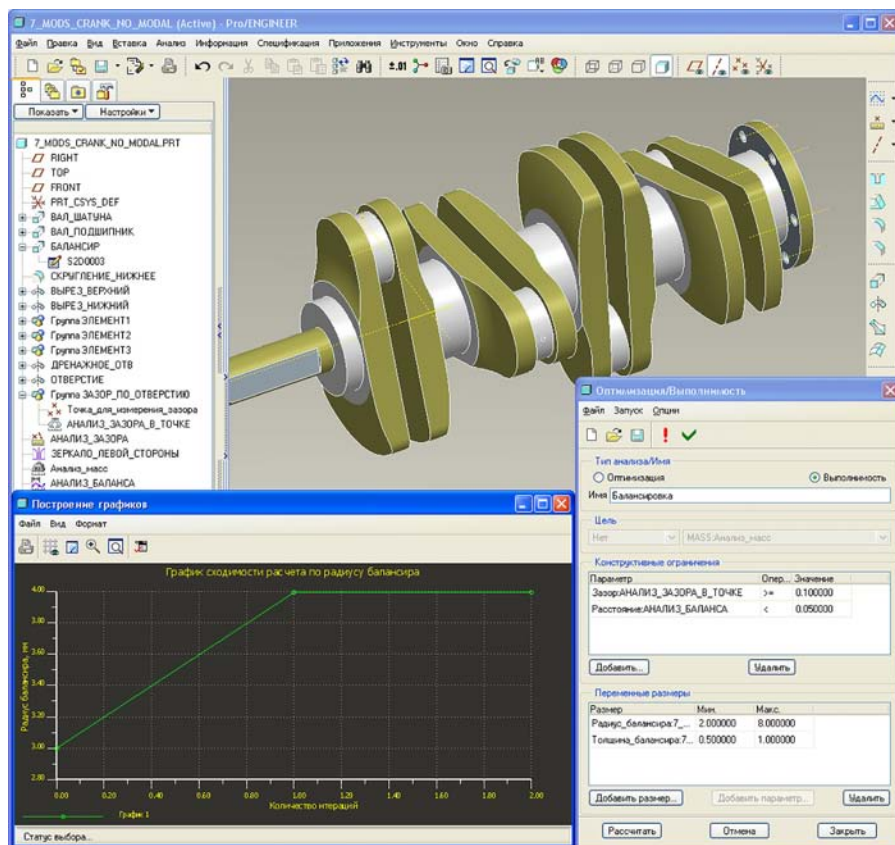 7_MODS_CRANK_NO_MODAL (Active) - Pro/ENGINEER
Файл Правка Вид Вставка Анализ Информация Спецификация Приложения Инструменты Окно Справка
Показать Настройки
7_MODS_CRANK_NO_MODAL.PRT
RIGHT
TOP
FRONT
PRT_CSYS_DEF
ВАЛ_ШАТУНА
ВАЛ_ПОДШИПНИК
БАЛАНСИР
S2D0003
СКРУГЛЕНИЕ_НИЖНЕЕ
ВЫРЕЗ_ВЕРХНИЙ
ВЫРЕЗ_НИЖНИЙ
Группа ЭЛЕМЕНТ1
Группа ЭЛЕМЕНТ2
Группа ЭЛЕМЕНТ3
ДРЕНАЖНОЕ_ОТВ
ОТВЕРСТИЕ
Группа ЗАЗОР_ПО_ОТВЕРСТИЮ
Точка_для_измерения_зазора
АНАЛИЗ_ЗАЗОРА_В_ТОЧКЕ
АНАЛИЗ_ЗАЗОРА
ЗЕРКАЛО_ЛЕВОЙ_СТОРОНЫ
Анализ_масс
АНАЛИЗ_БАЛАНСА
Построение графиков
Файл Вид Формат
График сходимости расчета по радиусу балансира
Радиус балансира, мм
4.00
3.80
3.60
3.40
3.20
3.00
2.80
0.00 0.20 0.40 0.60 0.80 1.00 1.20 1.40 1.60 1.80 2.00
Количество итераций
График 1
Статус выбора...
Оптимизация/Выполнимость
Файл Запуск Опции
Тип анализа/Имя
Оптимизация Выполнимость
Имя Балансировка
Цель
Нет MASS:Анализ_масс
Конструктивные ограничения
Параметр Опер... Значение
Зазор:АНАЛИЗ_ЗАЗОРА_В_ТОЧКЕ >= 0.100000
Расстояние:АНАЛИЗ_БАЛАНСА < 0.050000
Добавить... Удалить
Переменные размеры
Размер Мин. Макс.
Радиус_балансира:7_... 2.000000 8.000000
Толщина_балансира:7... 0.500000 1.000000
Добавить размер... Добавить параметр... Удалить
Рассчитать Отмена Закрыть